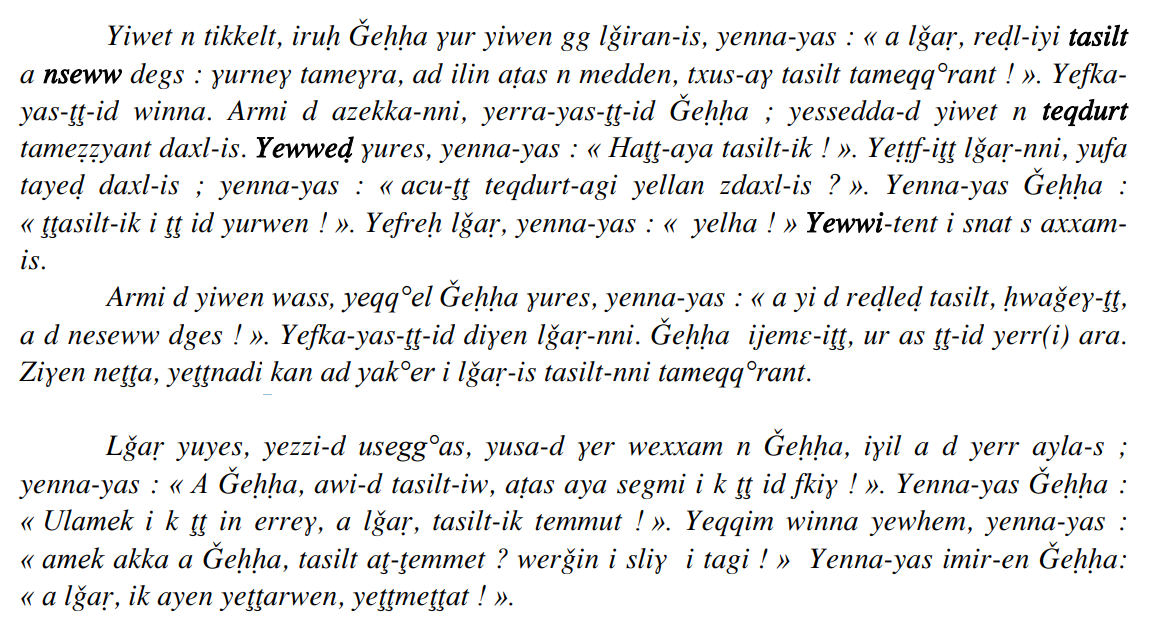 Yiwet n tikkelt, iruḥ Ǧeḥḥa ɣur yiwen gg lǧiran-is, yenna-yas : « a lǧaṛ, reḍl-iyi tasilt
a nseww degs : ɣurneɣ tameɣra, ad ilin aṭas n medden, txus-aɣ tasilt tameqq°rant ! ». Yefka-
yas-ţţ-id winna. Armi d azekka-nni, yerra-yas-ţţ-id Ǧeḥḥa ; yessedda-d yiwet n teqdurt
tameẓẓyant daxl-is. Yewweḍ ɣures, yenna-yas : « Haţţ-aya tasilt-ik ! ». Yeṭṭf-iţţ lǧaṛ-nni, yufa
tayeḍ daxl-is ; yenna-yas : « acu-ţţ teqdurt-agi yellan zdaxl-is ? ». Yenna-yas Ǧeḥḥa :
« ţţasilt-ik i ţţ id yurwen ! ». Yefreḥ lǧaṛ, yenna-yas : « yelha ! » Yewwi-tent i snat s axxam-
is.
Armi d yiwen wass, yeqq°el Ǧeḥḥa ɣures, yenna-yas : « a yi d reḍleḍ tasilt, ḥwaǧeɣ-ţţ,
a d neseww dges ! ». Yefka-yas-ţţ-id diɣen lǧaṛ-nni. Ǧeḥḥa ijemɛ-iţţ, ur as ţţ-id yerr(i) ara.
Ziɣen neţţa, yeţţnadi kan ad yak°er i lǧaṛ-is tasilt-nni tameqq°rant.
Lǧaṛ yuyes, yezzi-d usegg°as, yusa-d ɣer wexxam n Ǧeḥḥa, iɣil a d yerr ayla-s ;
yenna-yas : « A Ǧeḥḥa, awi-d tasilt-iw, aṭas aya segmi i k ţţ id fkiɣ ! ». Yenna-yas Ǧeḥḥa :
« Ulamek i k ţţ in erreɣ, a lǧaṛ, tasilt-ik temmut ! ». Yeqqim winna yewhem, yenna-yas :
« amek akka a Ǧeḥḥa, tasilt aţ-ţemmet ? werǧin i sliɣ i tagi ! » Yenna-yas imir-en Ǧeḥḥa:
« a lǧaṛ, ik ayen yeţţarwen, yeţţmeţţat ! ».